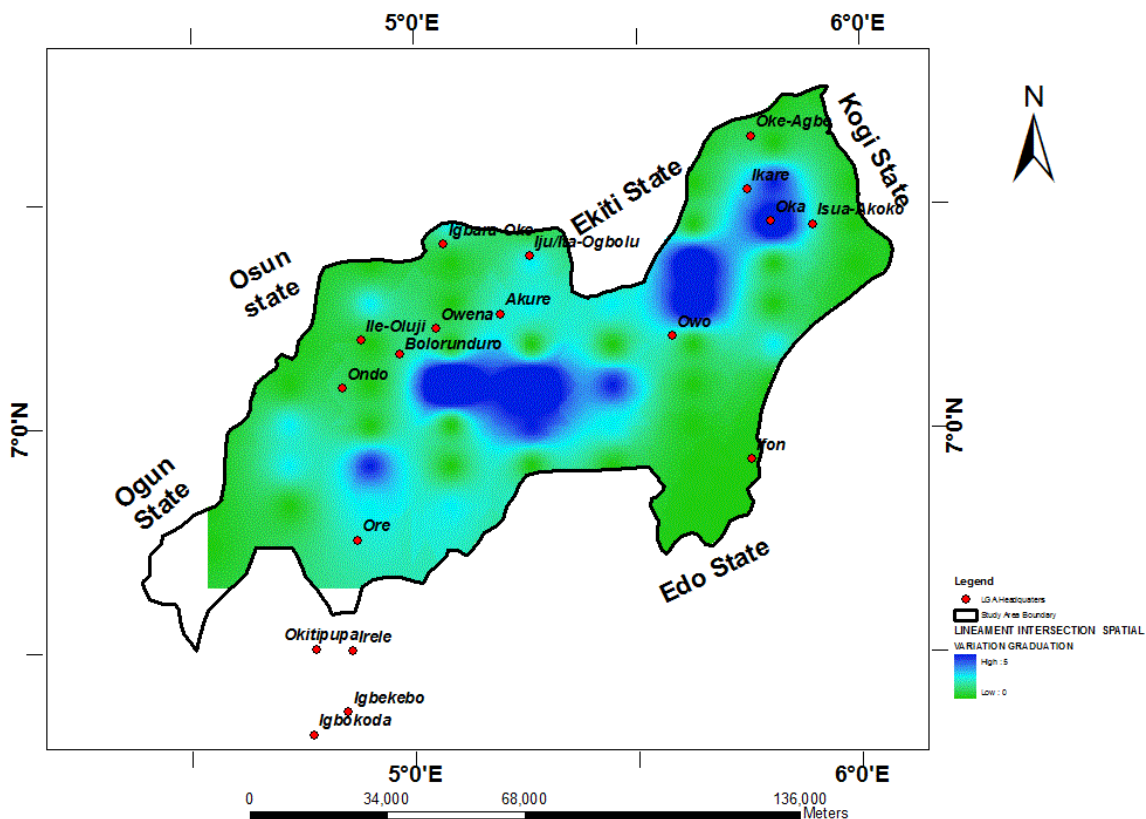 5°0'E
6°0'E
N
Kogi State
Oke-Agbe
Ekiti State
Ikare
Oka
Isua-Akoko
Igbara-Oke
Iju/Ita-Ogbolu
Osun
state
Akure
Owena
Owo
Ile-Oluji
Bolorunduro
Ondo
7°0'N
7°0'N
Ifon
Ogun
State
Ore
Edo State
Legend
LGA Headquaters
Study Area Boundary
LINEAMENT INTERSECTION SPATIAL
VARIATION GRADUATION
High : 5
Low : 0
Okitipupa
Irele
Igbekebo
Igbokoda
5°0'E
6°0'E
0
34,000
68,000
136,000
Meters